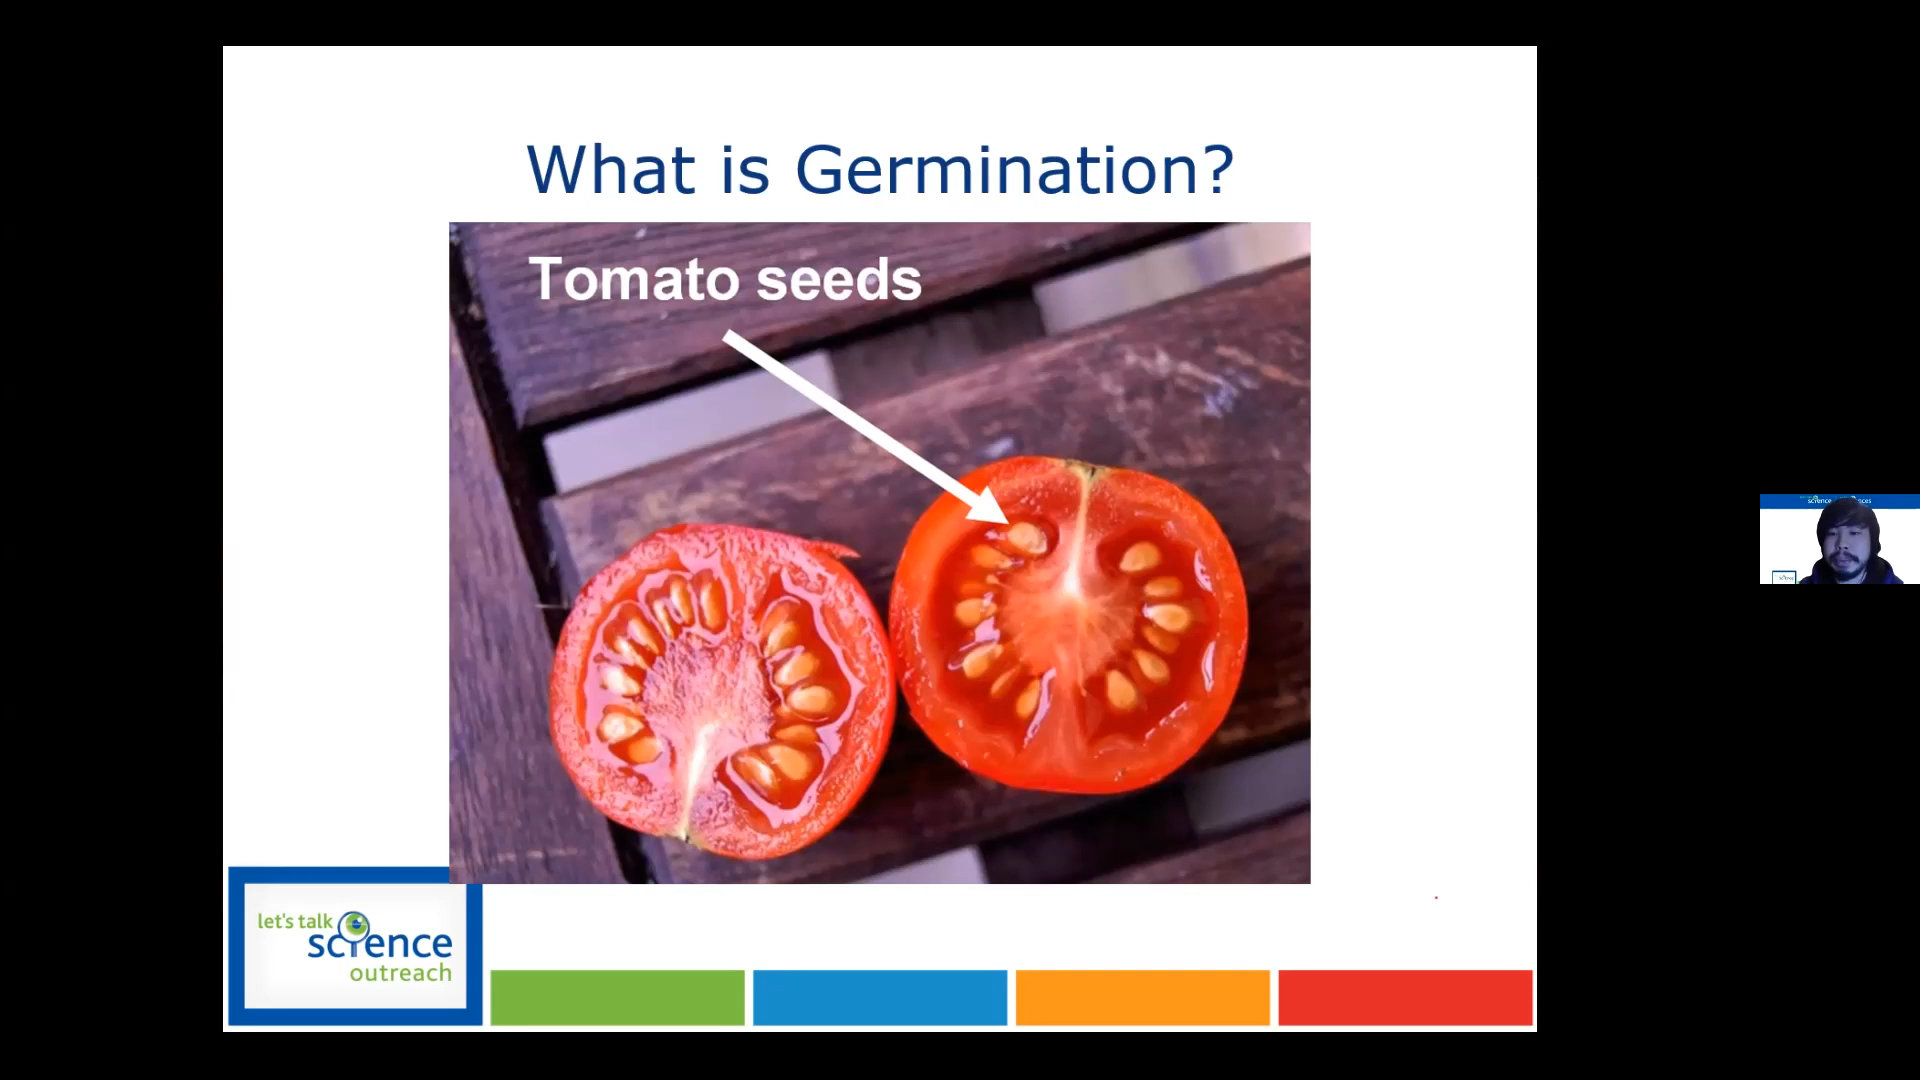 What is Germination?
Tomato seeds
let's talk
science
outreach